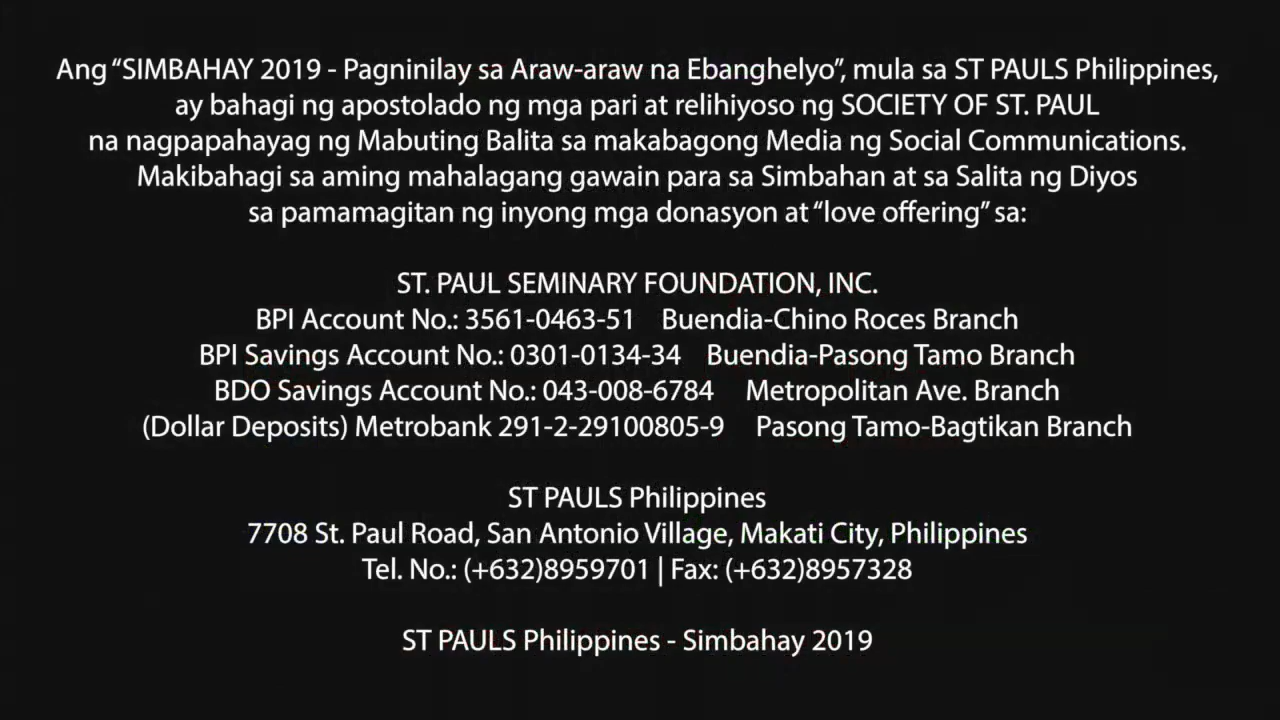 Ang “SIMBAHAY 2019 - Pagninilay sa Araw-araw na Ebanghelyo”, mula sa ST PAULS Philippines,
ay bahagi ng apostolado ng mga pari at relihiyoso ng SOCIETY OF ST. PAUL
na nagpapahayag ng Mabuting Balita sa makabagong Media ng Social Communications.
Makibahagi sa aming mahalagang gawain para sa Simbahan at sa Salita ng Diyos
sa pamamagitan ng inyong mga donasyon at “love offering” sa:
ST. PAUL SEMINARY FOUNDATION, INC.
BPI Account No.: 3561-0463-51 Buendia-Chino Roces Branch
BPI Savings Account No.: 0301-0134-34 Buendia-Pasong Tamo Branch
BDO Savings Account No.: 043-008-6784 Metropolitan Ave. Branch
(Dollar Deposits) Metrobank 291-2-29100805-9 Pasong Tamo-Bagtikan Branch
ST PAULS Philippines
7708 St. Paul Road, San Antonio Village, Makati City, Philippines
Tel. No.: (+632)8959701 | Fax: (+632)8957328
ST PAULS Philippines - Simbahay 2019